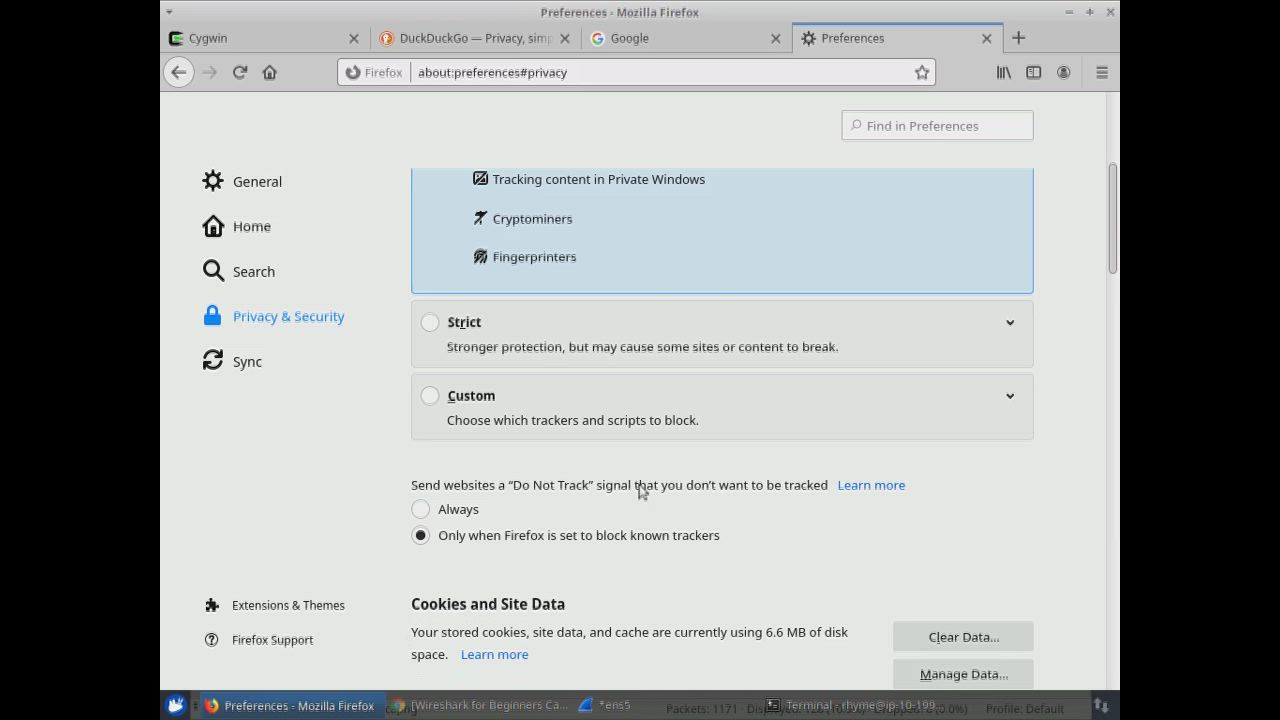 Preferences - Mozilla Firefox
Cygwin
DuckDuckGo — Privacy, simp
Google
Preferences
Firefox
about:preferences#privacy
Find in Preferences
General
Home
Search
Privacy & Security
Sync
Extensions & Themes
Firefox Support
Tracking content in Private Windows
Cryptominers
Fingerprinters
Strict
Stronger protection, but may cause some sites or content to break.
Custom
Choose which trackers and scripts to block.
Send websites a “Do Not Track” signal that you don’t want to be tracked Learn more
Always
Only when Firefox is set to block known trackers
Cookies and Site Data
Your stored cookies, site data, and cache are currently using 6.6 MB of disk
space. Learn more
Clear Data...
Manage Data...
Preferences - Mozilla Firefox
[Wireshark for Beginners Ca...
*ens5
Terminal - rhyme@ip-10-199...
Packets: 1171
Profile: Default